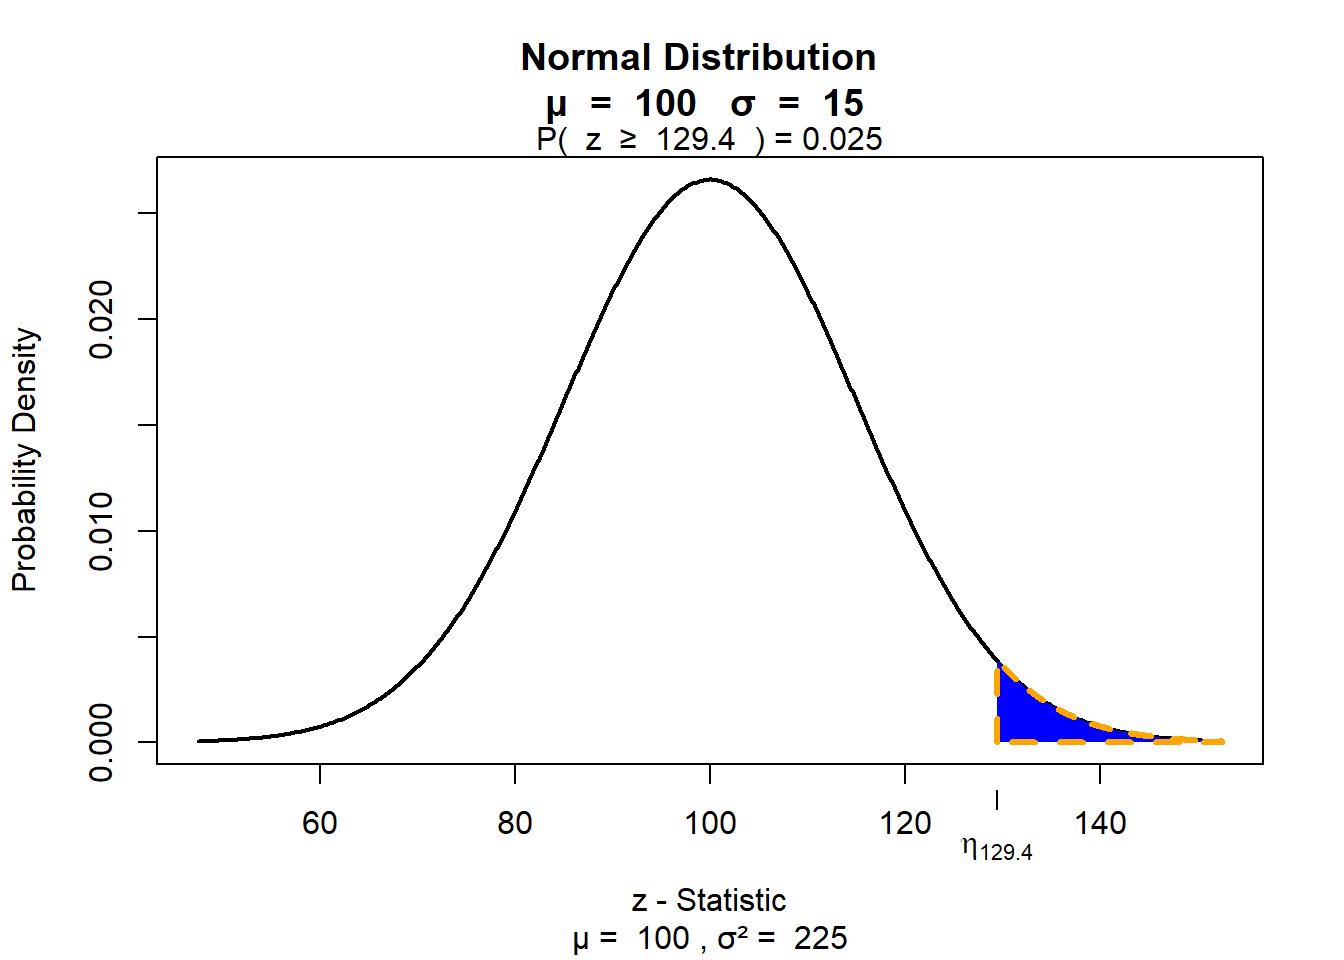 Normal Distribution
μ = 100 σ = 15
P( z ≥ 129.4 ) = 0.025
Probability Density
0.000
0.010
0.020
60
80
100
120
140
η129.4
z - Statistic
μ = 100 , σ² = 225